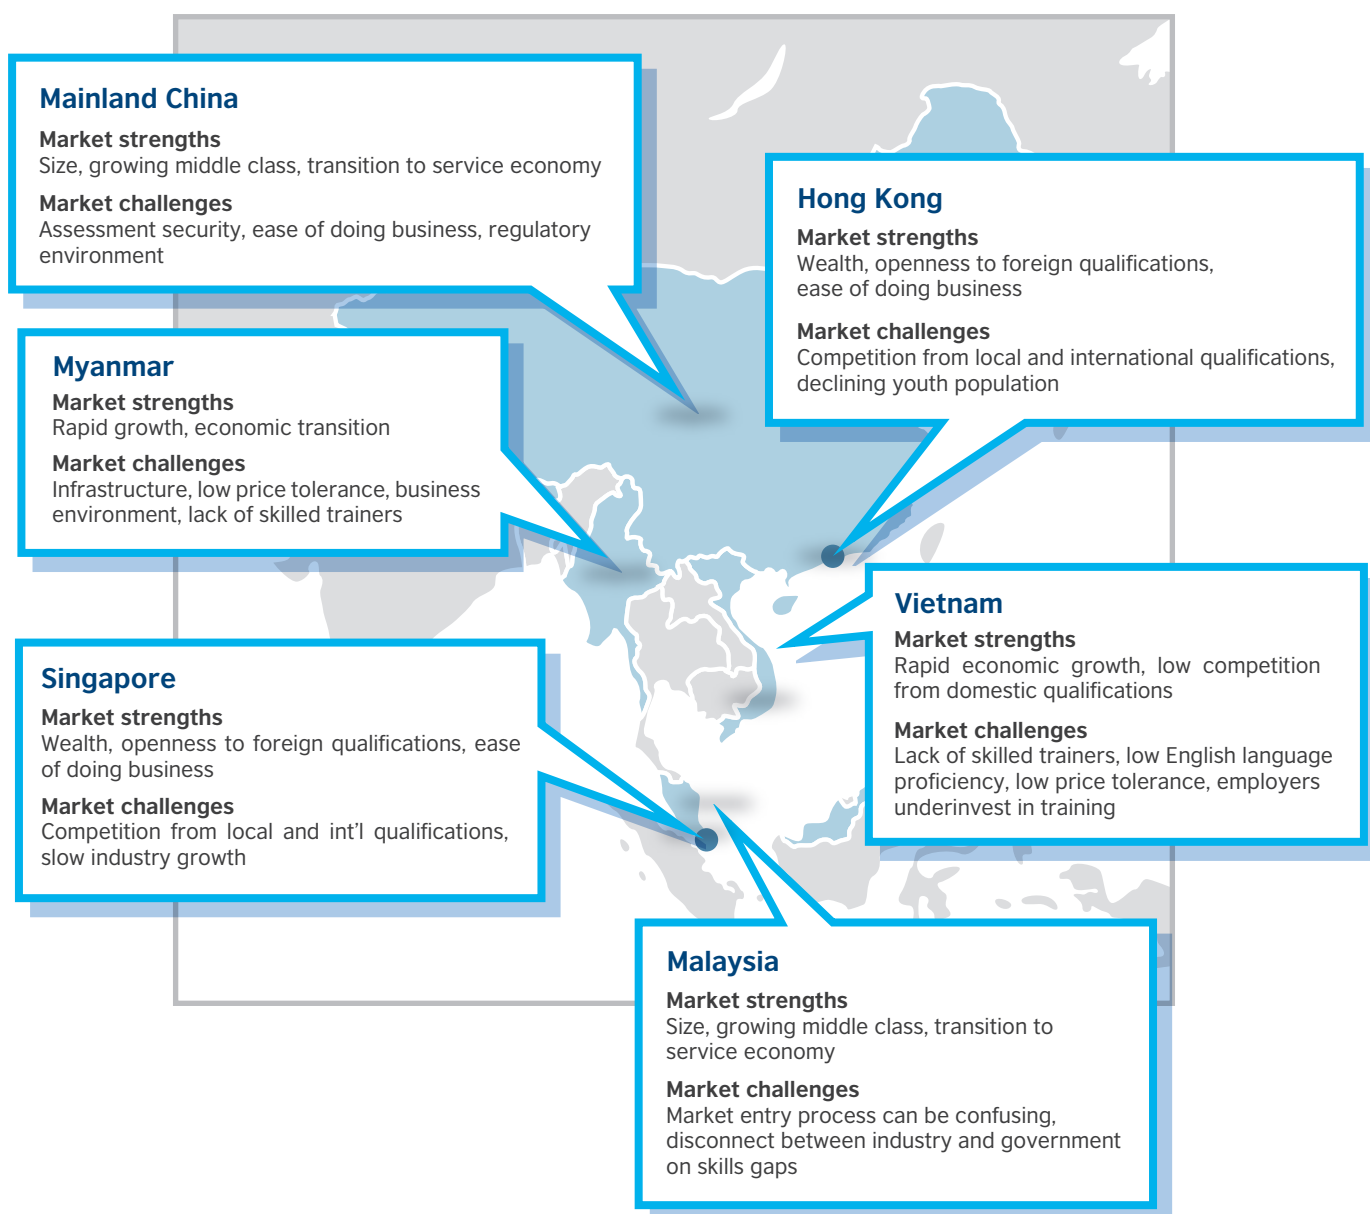 Mainland China
Market strengths
Size, growing middle class, transition to service economy
Market challenges
Assessment security, ease of doing business, regulatory
environment
Hong Kong
Market strengths
Wealth, openness to foreign qualifications,
ease of doing business
Market challenges
Competition from local and international qualifications,
declining youth population
Myanmar
Market strengths
Rapid growth, economic transition
Market challenges
Infrastructure, low price tolerance, business
environment, lack of skilled trainers
Vietnam
Market strengths
Rapid economic growth, low competition
from domestic qualifications
Market challenges
Lack of skilled trainers, low English language
proficiency, low price tolerance, employers
underinvest in training
Singapore
Market strengths
Wealth, openness to foreign qualifications, ease
of doing business
Market challenges
Competition from local and int’l qualifications,
slow industry growth
Malaysia
Market strengths
Size, growing middle class, transition to
service economy
Market challenges
Market entry process can be confusing,
disconnect between industry and government
on skills gaps